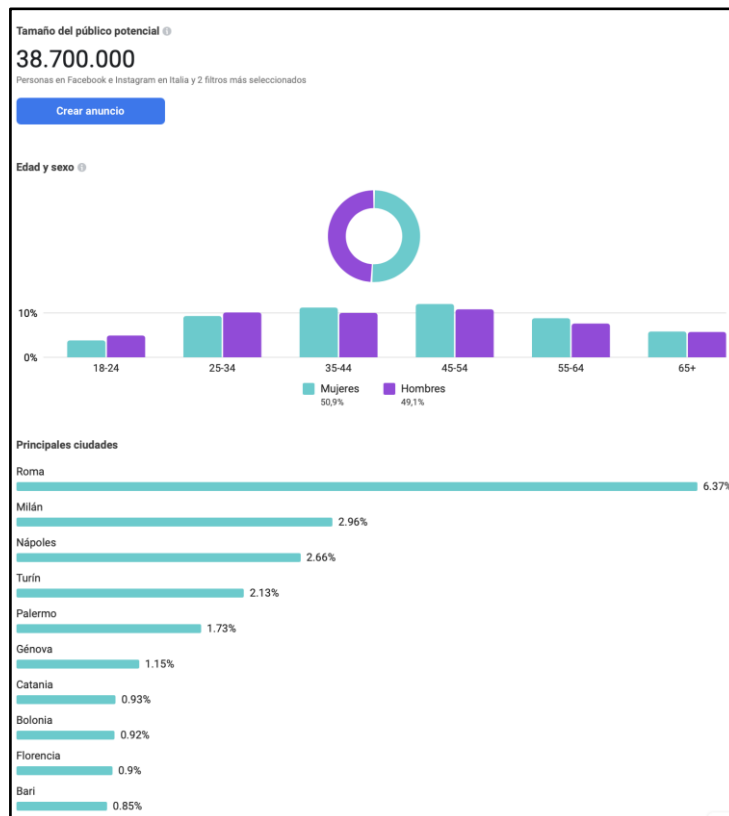 Tamaño del público potencial
38.700.000
Personas en Facebook e Instagram en Italia y 2 filtros más seleccionados
Crear anuncio
Edad y sexo
10%
0%
18-24 25-34 35-44 45-54 55-64 65+
Mujeres Hombres
50,9% 49,1%
Principales ciudades
Roma
6.37%
Milán
2.96%
Nápoles
2.66%
Turín
2.13%
Palermo
1.73%
Génova
1.15%
Catania
0.93%
Bolonia
0.92%
Florencia
0.9%
Bari
0.85%